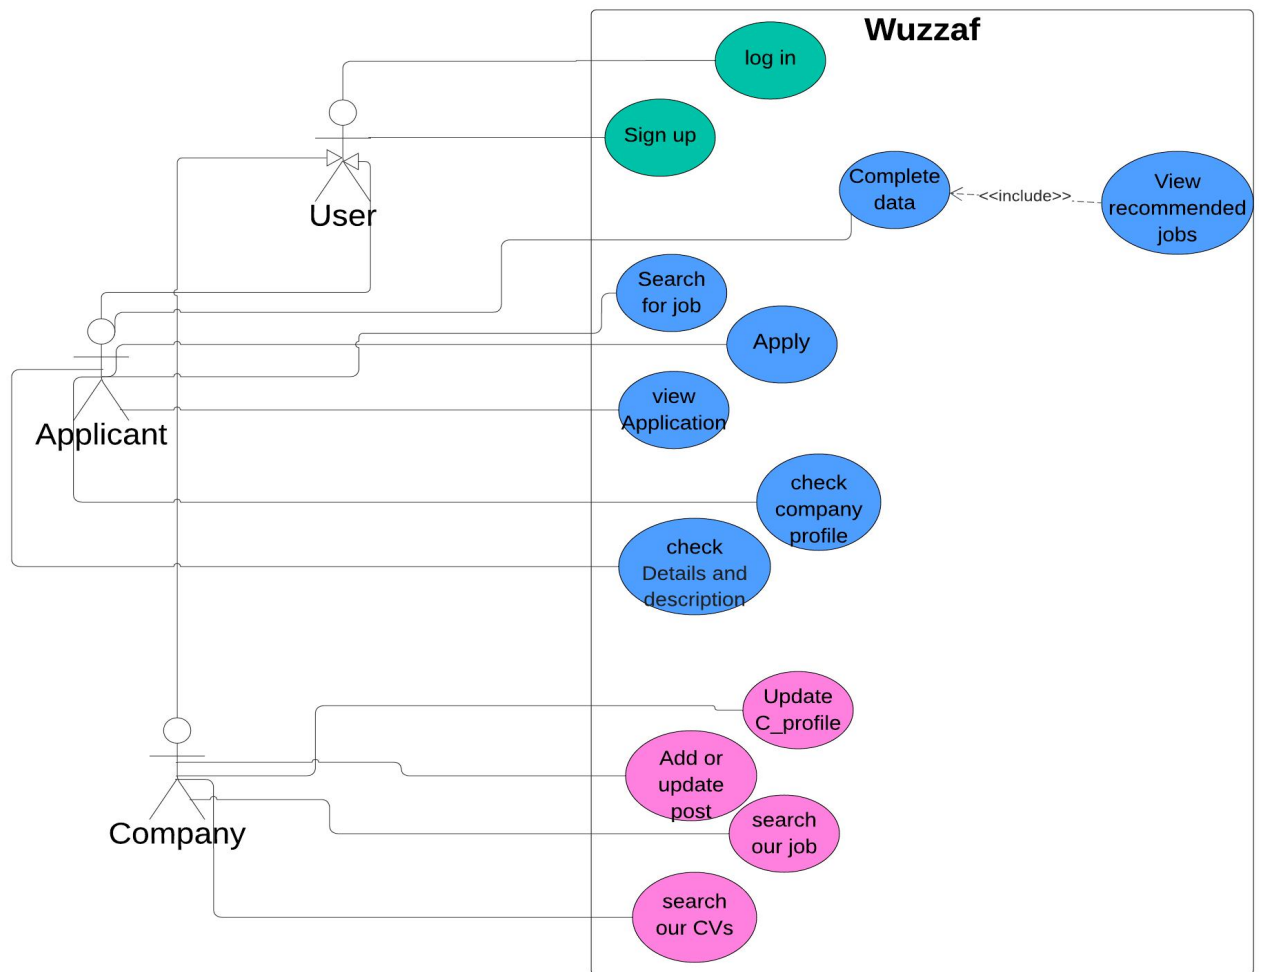 Wuzzaf
log in
Sign up
User
Complete
data
<<include>>
View
recommended
jobs
Search
for job
Apply
view
Application
Applicant
check
company
profile
check
Details and
description
Update
C_profile
Add or
update
post
search
our job
Company
search
our CVs